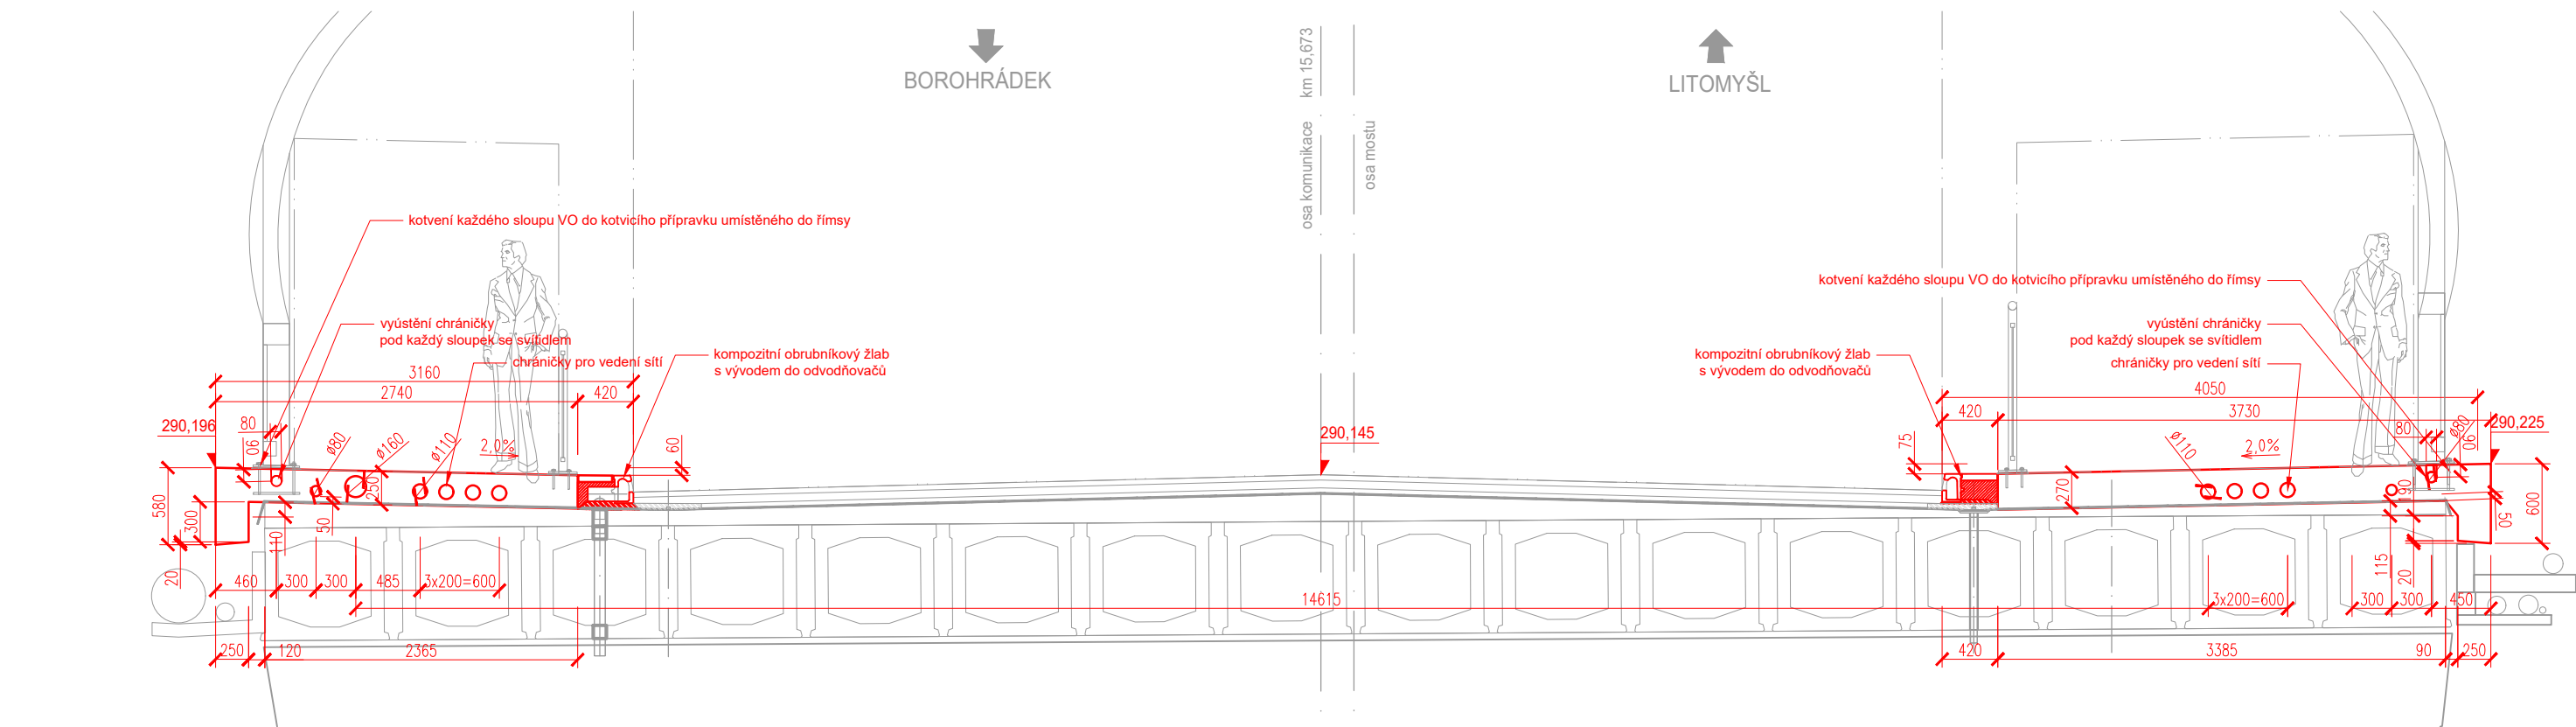 BOROHRÁDEK
LITOMYŠL
km 15,673
osa komunikace
osa mostu
kotvení každého sloupu VO do kotvicího přípravku umístěného do římsy
vyústění chráničky
pod každý sloupek se svítidlem
chráničky pro vedení sítí
kompozitní obrubníkový žlab
s vývodem do odvodňovačů
kotvení každého sloupu VO do kotvicího přípravku umístěného do římsy
vyústění chráničky
pod každý sloupek se svítidlem
chráničky pro vedení sítí
kompozitní obrubníkový žlab
s vývodem do odvodňovačů
3160
2740
420
290,196
80
90
ø80
ø160
ø110
2,0%
60
250
580
300
110
50
20
460
300
300
485
3x200=600
14615
250
120
2365
290,145
4050
420
3730
290,225
75
80
ø80
90
ø110
2,0%
270
190
600
50
115
20
3x200=600
300
300
450
420
3385
90
250